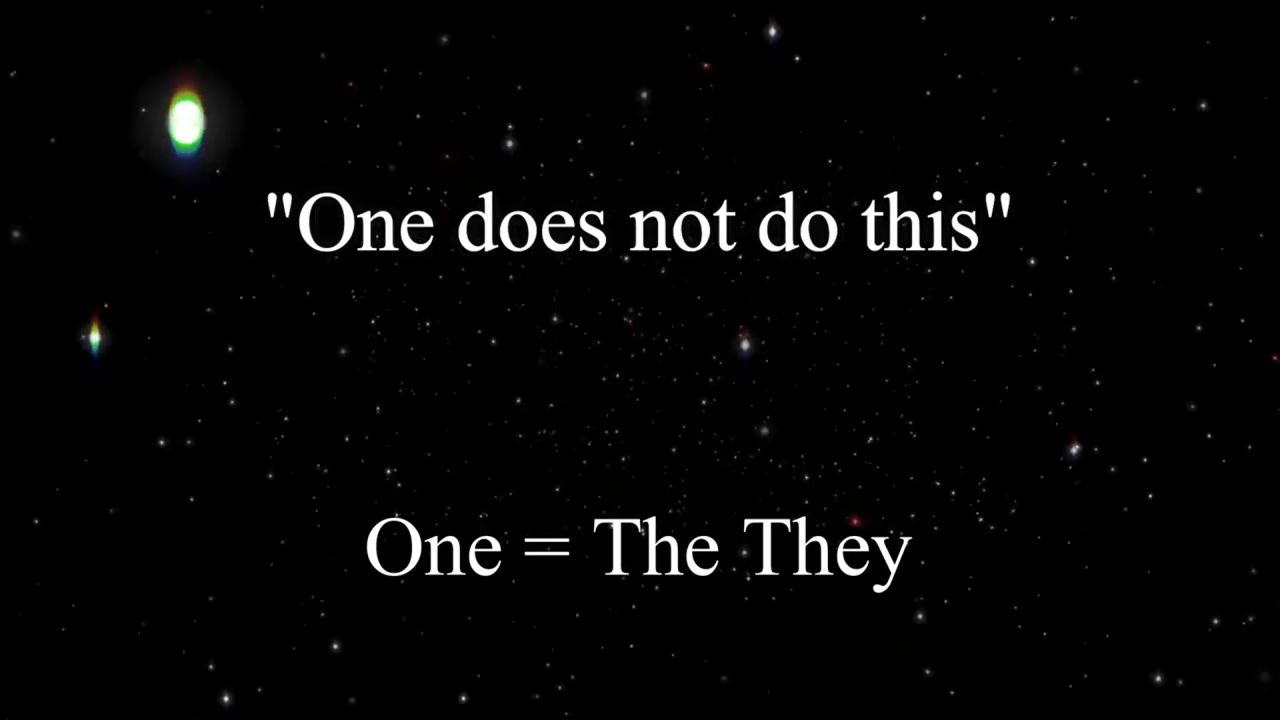 "One does not do this"
One = The They